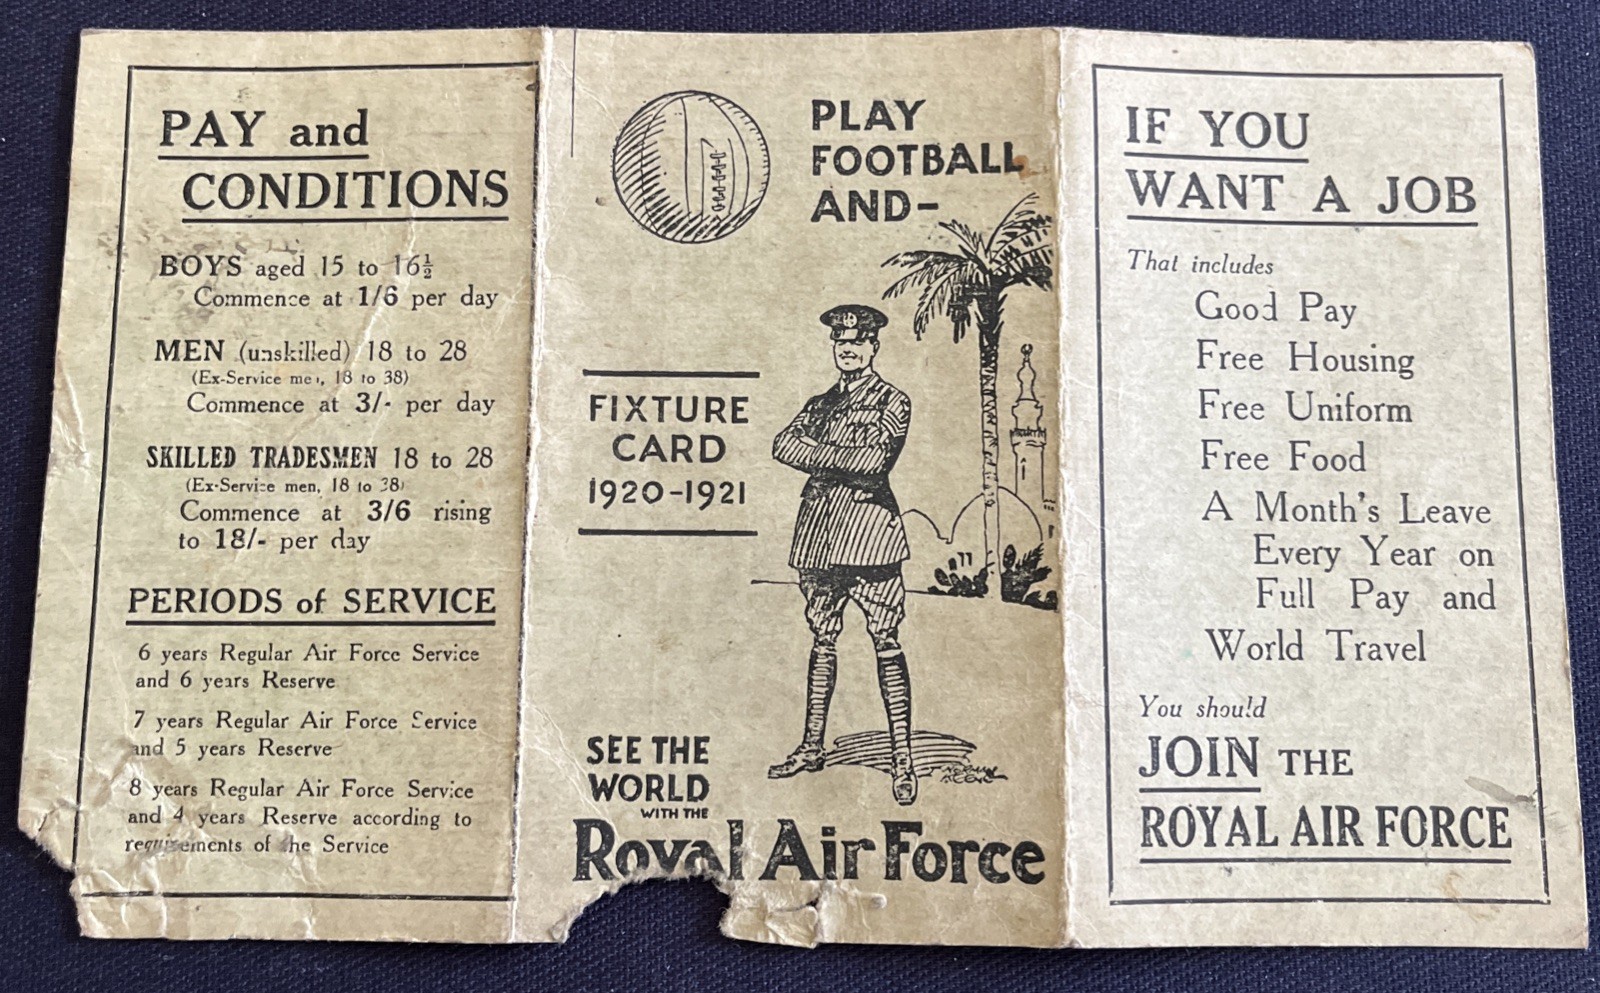 PAY and
CONDITIONS
BOYS aged 15 to 16½
Commence at 1/6 per day
MEN (unskilled) 18 to 28
(Ex-Service men, 18 to 38)
Commence at 3/- per day
SKILLED TRADESMEN 18 to 28
(Ex-Service men, 18 to 38)
Commence at 3/6 rising
to 18/- per day
PERIODS of SERVICE
6 years Regular Air Force Service
and 6 years Reserve
7 years Regular Air Force Service
and 5 years Reserve
8 years Regular Air Force Service
and 4 years Reserve according to
requirements of the Service
PLAY
FOOTBALL
AND-
FIXTURE
CARD
1920-1921
SEE THE
WORLD
WITH THE
Royal Air Force
IF YOU
WANT A JOB
That includes
Good Pay
Free Housing
Free Uniform
Free Food
A Month's Leave
Every Year on
Full Pay and
World Travel
You should
JOIN THE
ROYAL AIR FORCE